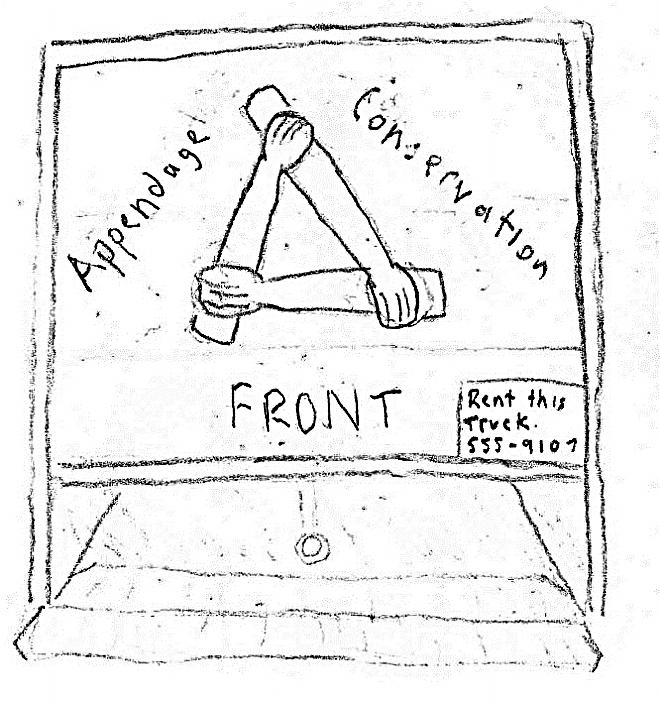 Appendage
Conservation
FRONT
Rent this
Truck.
555-9107